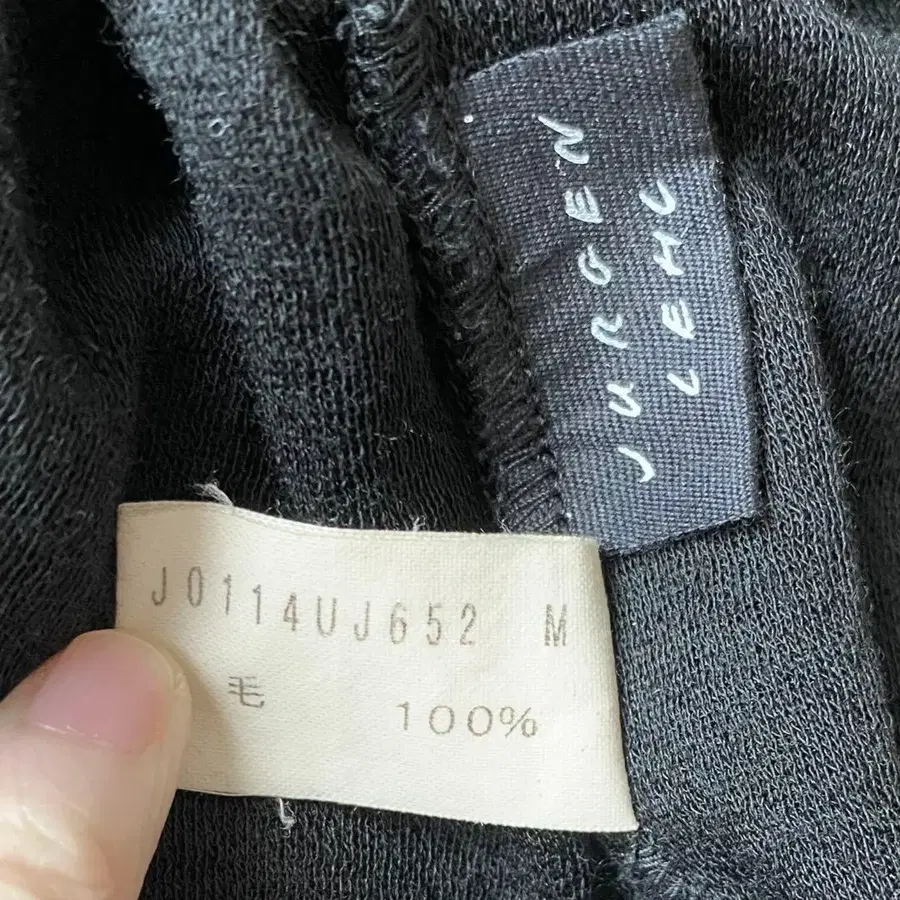 JURGEN
LEHL
J0114UJ652 M
毛 100%